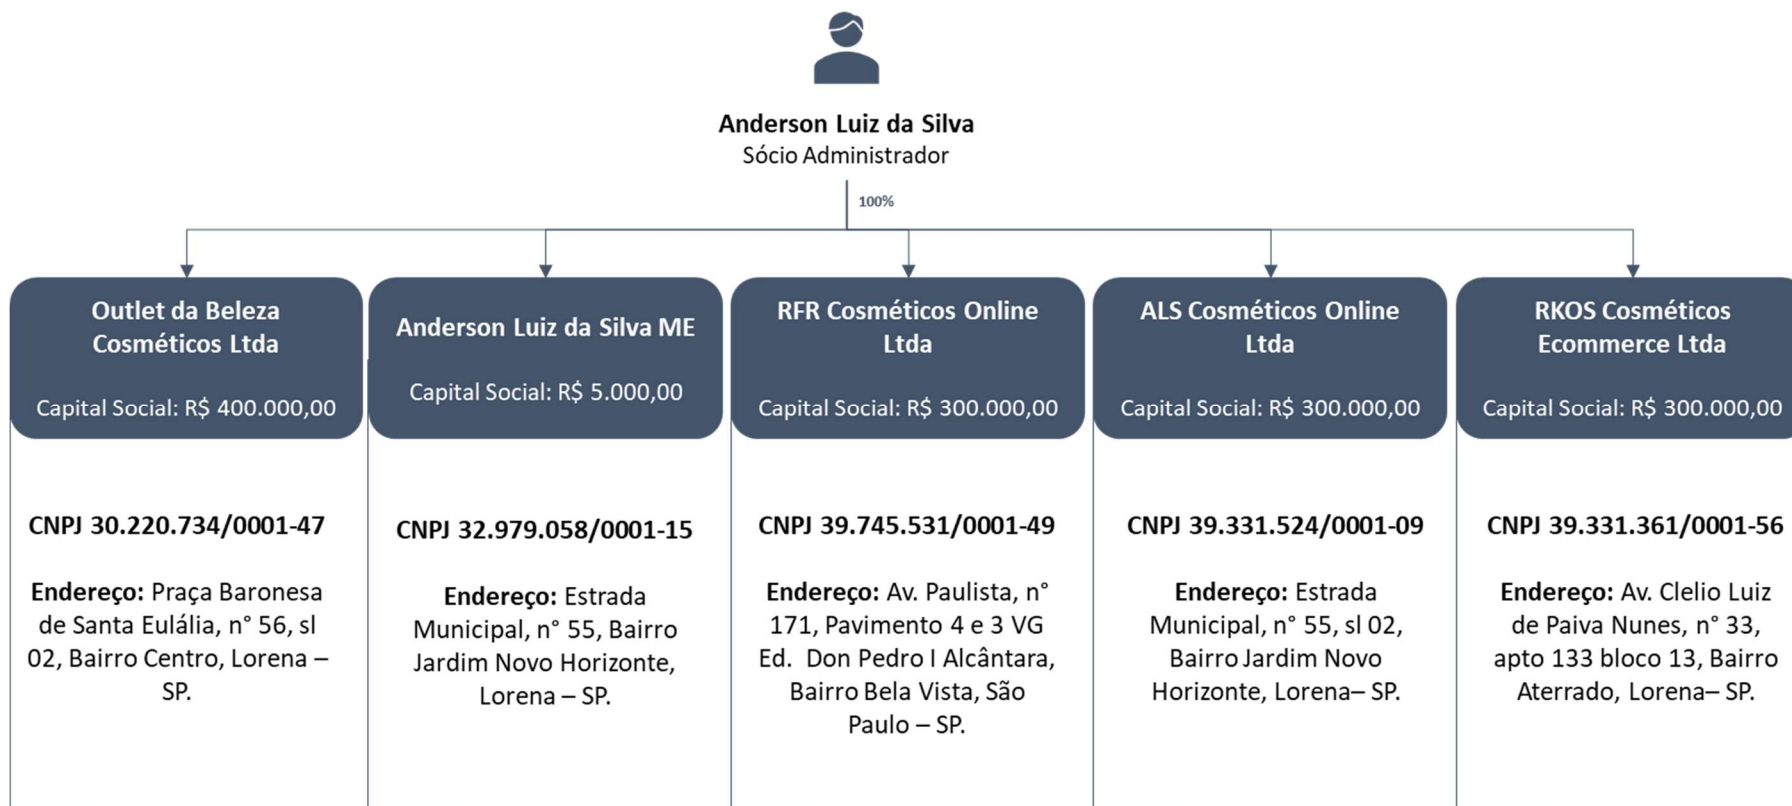 Anderson Luiz da Silva
Sócio Administrador
100%
Outlet da Beleza
Cosméticos Ltda
Capital Social: R$ 400.000,00
Anderson Luiz da Silva ME
Capital Social: R$ 5.000,00
RFR Cosméticos Online
Ltda
Capital Social: R$ 300.000,00
ALS Cosméticos Online
Ltda
Capital Social: R$ 300.000,00
RKOS Cosméticos
Ecommerce Ltda
Capital Social: R$ 300.000,00
CNPJ 30.220.734/0001-47
Endereço: Praça Baronesa
de Santa Eulália, n° 56, sl
02, Bairro Centro, Lorena –
SP.
CNPJ 32.979.058/0001-15
Endereço: Estrada
Municipal, n° 55, Bairro
Jardim Novo Horizonte,
Lorena – SP.
CNPJ 39.745.531/0001-49
Endereço: Av. Paulista, n°
171, Pavimento 4 e 3 VG
Ed.  Don Pedro I Alcântara,
Bairro Bela Vista, São
Paulo – SP.
CNPJ 39.331.524/0001-09
Endereço: Estrada
Municipal, n° 55, sl 02,
Bairro Jardim Novo
Horizonte, Lorena– SP.
CNPJ 39.331.361/0001-56
Endereço: Av. Clelio Luiz
de Paiva Nunes, n° 33,
apto 133 bloco 13, Bairro
Aterrado, Lorena– SP.